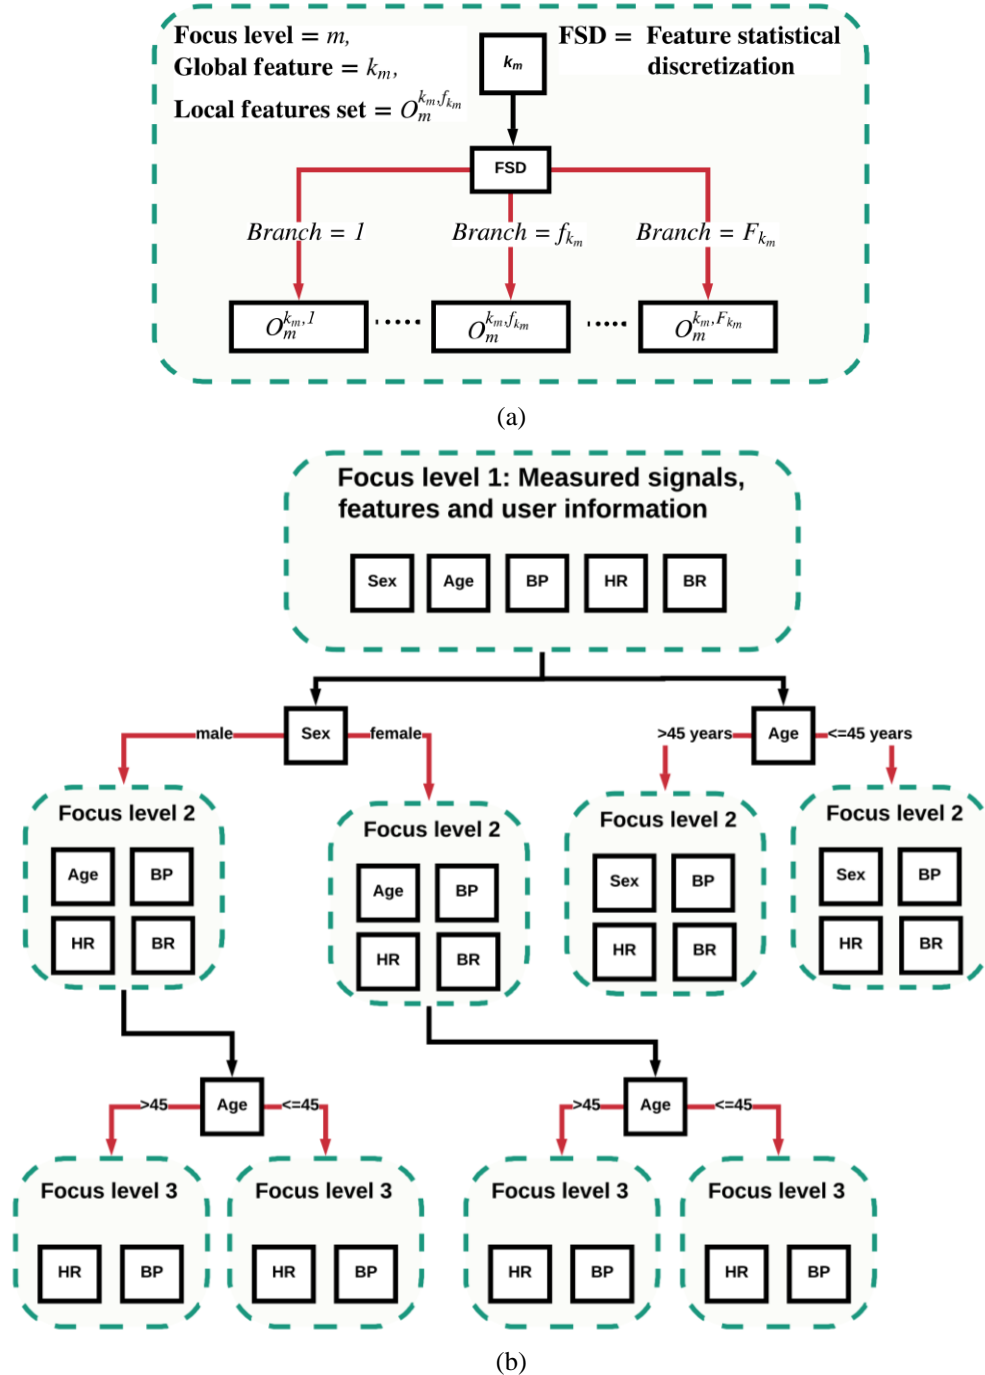 Focus level = m,
Global feature = k_m,
Local features set = O_m^{k_m, f_{k_m}}
k_m
FSD = Feature statistical
discretization
FSD
Branch = 1
Branch = f_{k_m}
Branch = F_{k_m}
O_m^{k_m, 1}
.....
O_m^{k_m, f_{k_m}}
.....
O_m^{k_m, F_{k_m}}
(a)
Focus level 1: Measured signals,
features and user information
Sex Age BP HR BR
male Sex female
>45 years Age <=45 years
Focus level 2
Age BP
HR BR
Focus level 2
Age BP
HR BR
Focus level 2
Sex BP
HR BR
Focus level 2
Sex BP
HR BR
>45 Age <=45
>45 Age <=45
Focus level 3
HR BP
Focus level 3
HR BP
Focus level 3
HR BP
Focus level 3
HR BP
(b)